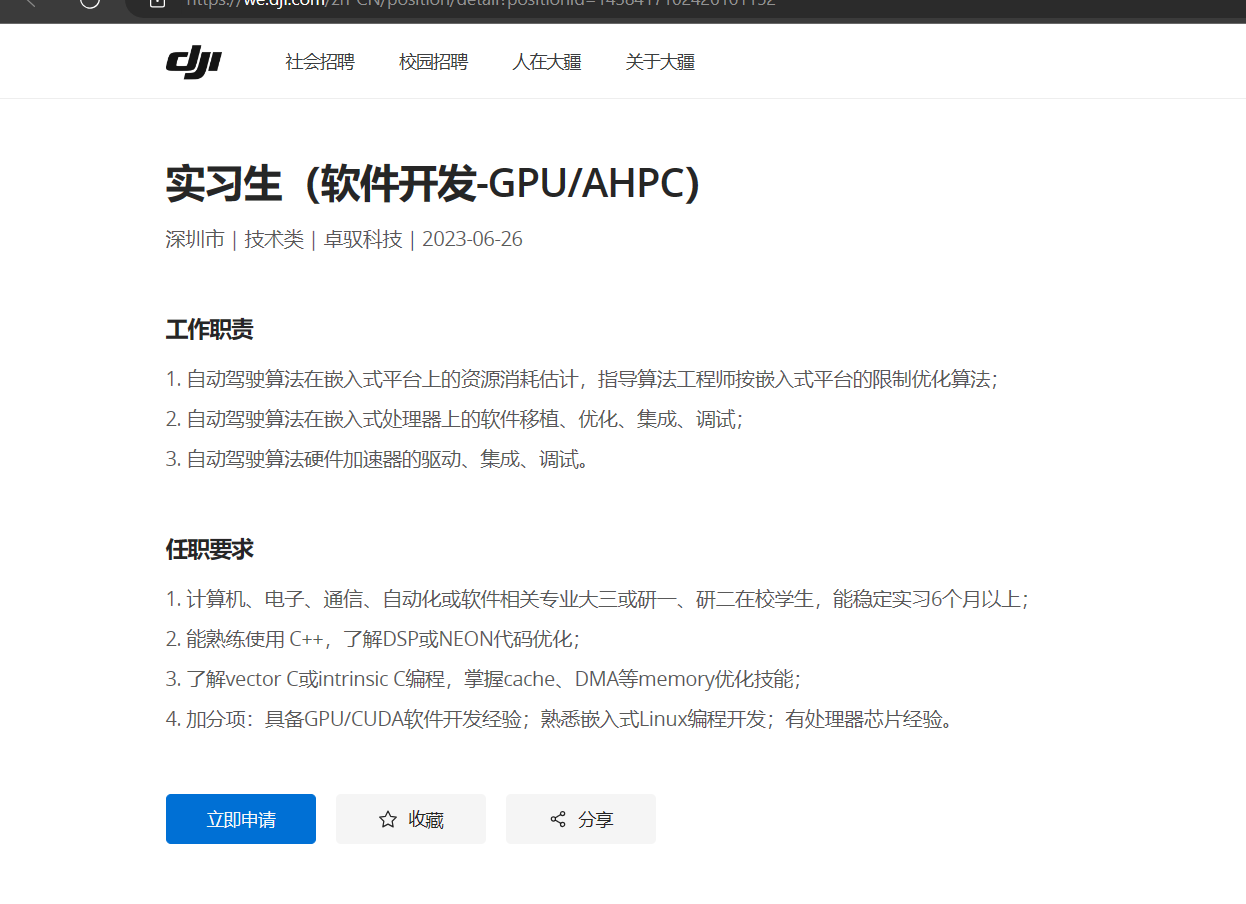 dji
社会招聘 校园招聘 人在大疆 关于大疆
实习生（软件开发-GPU/AHPC）
深圳市 | 技术类 | 卓驭科技 | 2023-06-26
工作职责
1. 自动驾驶算法在嵌入式平台上的资源消耗估计，指导算法工程师按嵌入式平台的限制优化算法；
2. 自动驾驶算法在嵌入式处理器上的软件移植、优化、集成、调试；
3. 自动驾驶算法硬件加速器的驱动、集成、调试。
任职要求
1. 计算机、电子、通信、自动化或软件相关专业大三或研一、研二在校学生，能稳定实习6个月以上；
2. 能熟练使用 C++，了解DSP或NEON代码优化；
3. 了解vector C或intrinsic C编程，掌握cache、DMA等memory优化技能；
4. 加分项：具备GPU/CUDA软件开发经验；熟悉嵌入式Linux编程开发；有处理器芯片经验。
立即申请 收藏 分享